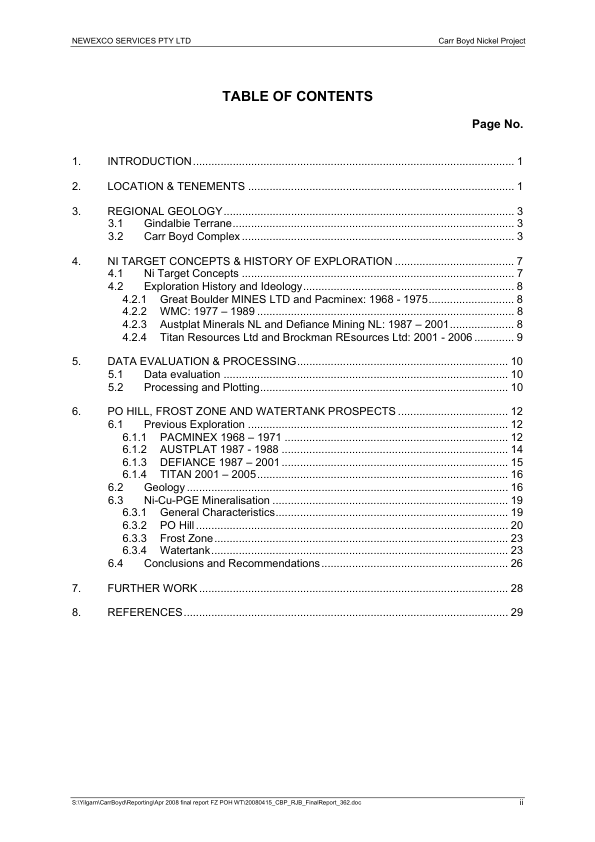 NEWEXCO SERVICES PTY LTD Carr Boyd Nickel Project
TABLE OF CONTENTS
Page No.
1. INTRODUCTION 1
2. LOCATION & TENEMENTS 1
3. REGIONAL GEOLOGY 3
3.1 Gindalbie Terrane 3
3.2 Carr Boyd Complex 3
4. NI TARGET CONCEPTS & HISTORY OF EXPLORATION 7
4.1 Ni Target Concepts 7
4.2 Exploration History and Ideology 8
4.2.1 Great Boulder MINES LTD and Pacminex: 1968 - 1975 8
4.2.2 WMC: 1977 – 1989 8
4.2.3 Austplat Minerals NL and Defiance Mining NL: 1987 – 2001 8
4.2.4 Titan Resources Ltd and Brockman REsources Ltd: 2001 - 2006 9
5. DATA EVALUATION & PROCESSING 10
5.1 Data evaluation 10
5.2 Processing and Plotting 10
6. PO HILL, FROST ZONE AND WATERTANK PROSPECTS 12
6.1 Previous Exploration 12
6.1.1 PACMINEX 1968 – 1971 12
6.1.2 AUSTPLAT 1987 - 1988 14
6.1.3 DEFIANCE 1987 – 2001 15
6.1.4 TITAN 2001 – 2005 16
6.2 Geology 16
6.3 Ni-Cu-PGE Mineralisation 19
6.3.1 General Characteristics 19
6.3.2 PO Hill 20
6.3.3 Frost Zone 23
6.3.4 Watertank 23
6.4 Conclusions and Recommendations 26
7. FURTHER WORK 28
8. REFERENCES 29
S:\Yilgarn\CarrBoyd\Reporting\Apr 2008 final report FZ POH WT\20080415_CBP_RJB_FinalReport_362.doc ii